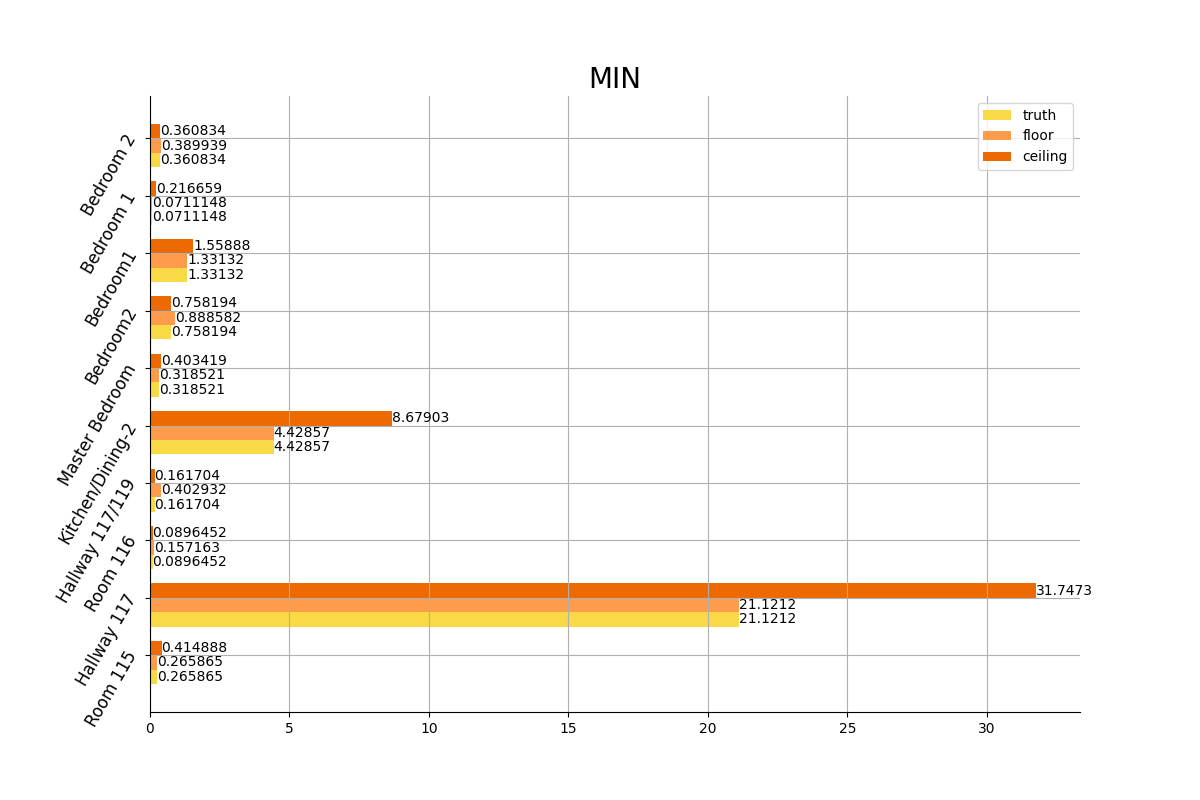 MIN
truth
floor
ceiling
Bedroom 2
0.360834
0.389939
0.360834
Bedroom 1
0.216659
0.0711148
0.0711148
Bedroom1
1.55888
1.33132
1.33132
Bedroom2
0.758194
0.888582
0.758194
Master Bedroom
0.403419
0.318521
0.318521
Kitchen/Dining-2
8.67903
4.42857
4.42857
Hallway 117/119
0.161704
0.402932
0.161704
Room 116
0.0896452
0.157163
0.0896452
Hallway 117
31.7473
21.1212
21.1212
Room 115
0.414888
0.265865
0.265865
0 5 10 15 20 25 30